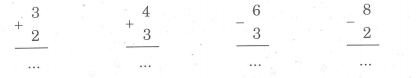 3 4 6 8
+ + − −
2 3 3 2
... ... ... ...